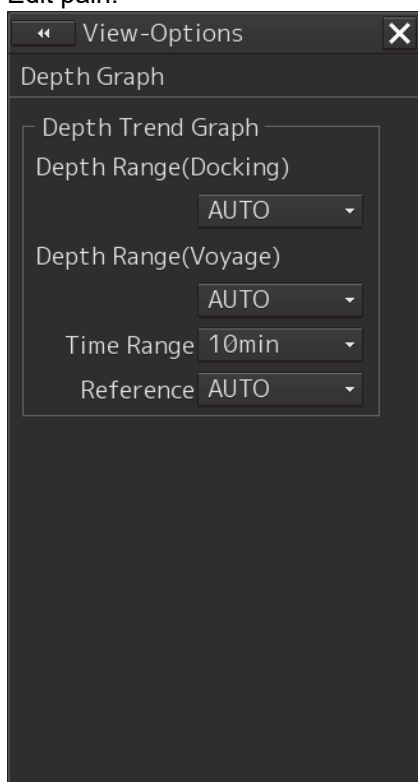 View-Options
Depth Graph
Depth Trend Graph
Depth Range(Docking)
AUTO
Depth Range(Voyage)
AUTO
Time Range 10min
Reference AUTO